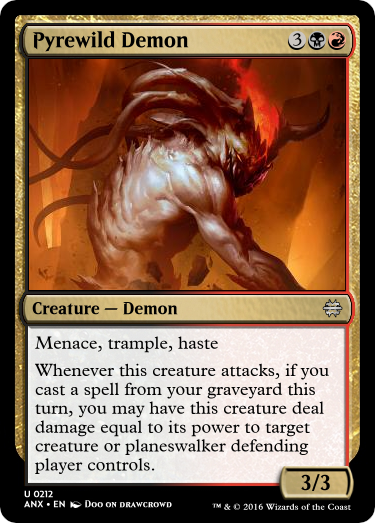 Pyrewild Demon 3
Creature — Demon
Menace, trample, haste
Whenever this creature attacks, if you
cast a spell from your graveyard this
turn, you may have this creature deal
damage equal to its power to target
creature or planeswalker defending
player controls.
3/3
U 0212
ANX • EN Doo on drawcrowd
™ & © 2016 Wizards of the Coast